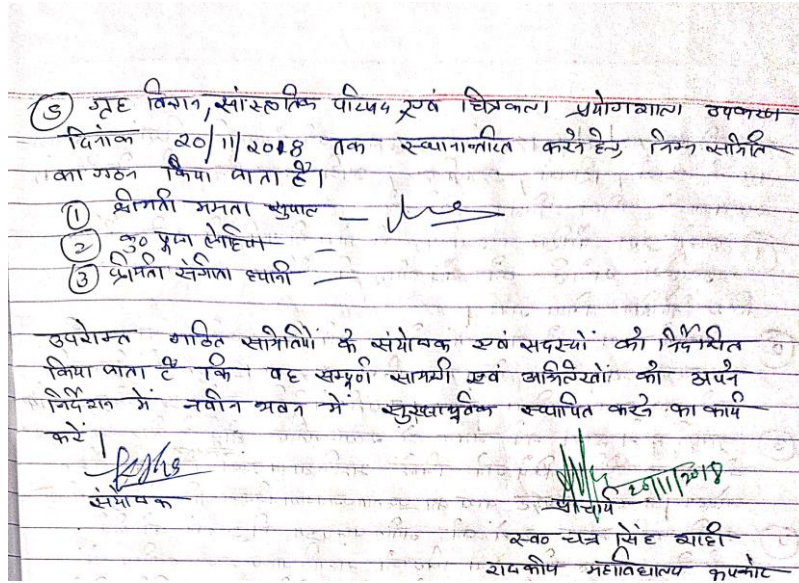 ⑤ गृह विज्ञान, सांस्कृतिक परिषद एवं चित्रकला प्रयोगशाला उपकरण
दिनांक 20/11/2018 तक स्थानान्तरित करने हेतु निम्न समिति
का गठन किया जाता है।
① श्रीमती ममता सुपाल —
② कु० पूजा लोहिया —
③ श्रीमती संगीता ध्यानी —
उपरोक्त गठित समितियों के संयोजक एवं सदस्यों को निर्देशित
किया जाता है कि वह सम्पूर्ण सामग्री एवं अभिलेखों को अपने
निर्देशन में नवीन भवन में सुरक्षापूर्वक स्थापित करने का कार्य
करें।
संयोजक
20/11/2018
प्राचार्य
स्व० चन्द्र सिंह शाही
राजकीय महाविद्यालय कपकोट